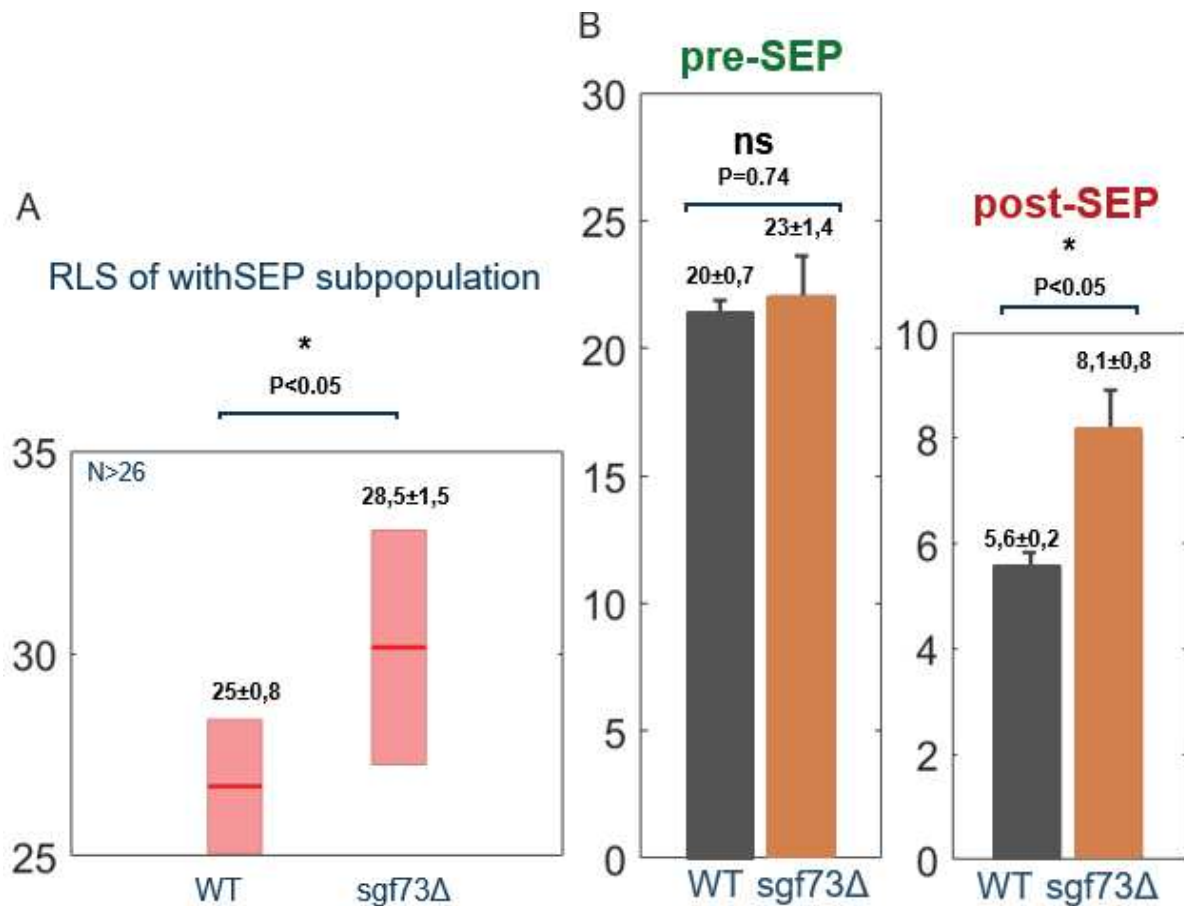 A
RLS of withSEP subpopulation
*
P<0.05
35
N>26
28,5±1,5
30
25±0,8
25
WT sgf73Δ
B
pre-SEP
30
ns
P=0.74
25
23±1,4
20±0,7
20
15
10
5
0
WT sgf73Δ
post-SEP
*
P<0.05
10
8,1±0,8
8
6
5,6±0,2
4
2
0
WT sgf73Δ